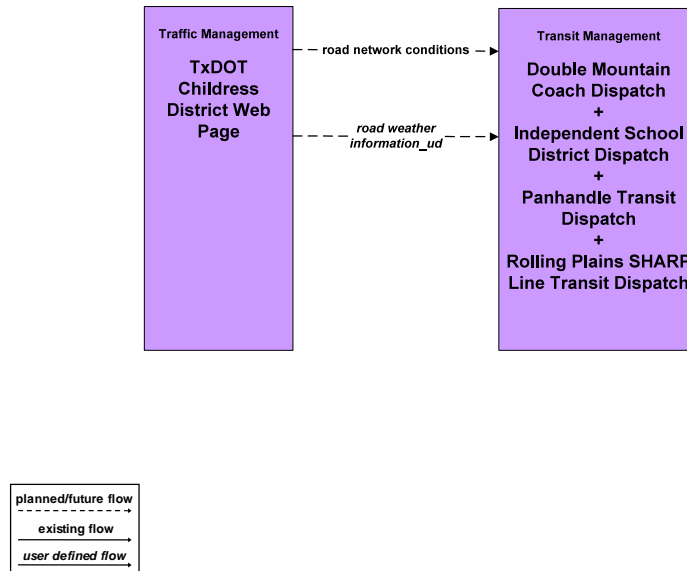 Traffic Management
TxDOT
Childress
District Web
Page
road network conditions
road weather
information_ud
Transit Management
Double Mountain
Coach Dispatch
+
Independent School
District Dispatch
+
Panhandle Transit
Dispatch
+
Rolling Plains SHARP
Line Transit Dispatch
planned/future flow
existing flow
user defined flow